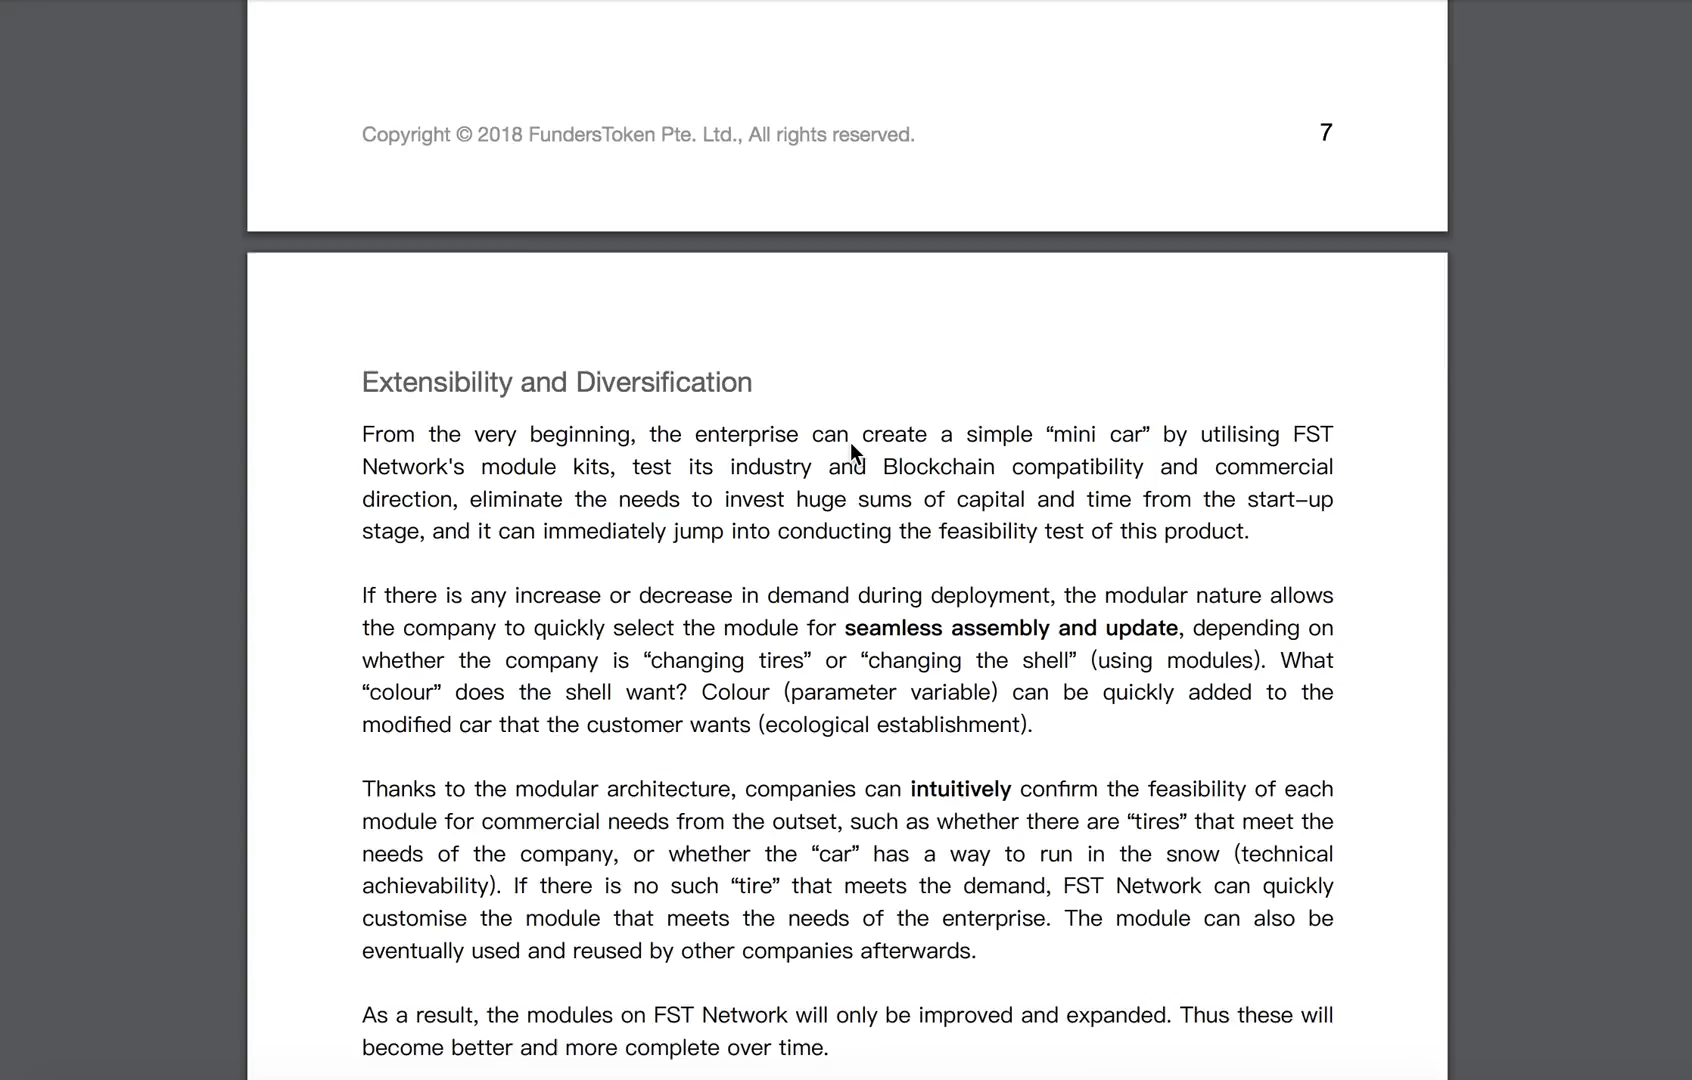 Copyright © 2018 FundersToken Pte. Ltd., All rights reserved.
7
Extensibility and Diversification
From the very beginning, the enterprise can create a simple “mini car” by utilising FST
Network's module kits, test its industry and Blockchain compatibility and commercial
direction, eliminate the needs to invest huge sums of capital and time from the start–up
stage, and it can immediately jump into conducting the feasibility test of this product.
If there is any increase or decrease in demand during deployment, the modular nature allows
the company to quickly select the module for seamless assembly and update, depending on
whether the company is “changing tires” or “changing the shell” (using modules). What
“colour” does the shell want? Colour (parameter variable) can be quickly added to the
modified car that the customer wants (ecological establishment).
Thanks to the modular architecture, companies can intuitively confirm the feasibility of each
module for commercial needs from the outset, such as whether there are “tires” that meet the
needs of the company, or whether the “car” has a way to run in the snow (technical
achievability). If there is no such “tire” that meets the demand, FST Network can quickly
customise the module that meets the needs of the enterprise. The module can also be
eventually used and reused by other companies afterwards.
As a result, the modules on FST Network will only be improved and expanded. Thus these will
become better and more complete over time.